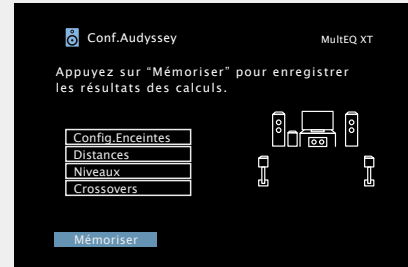 Conf.Audyssey
MultEQ XT
Appuyez sur “Mémoriser” pour enregistrer
les résultats des calculs.
Config.Enceintes
Distances
Niveaux
Crossovers
Mémoriser